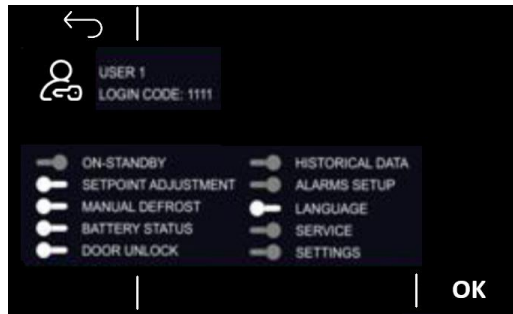 USER 1
LOGIN CODE: 1111
ON-STANDBY
SETPOINT ADJUSTMENT
MANUAL DEFROST
BATTERY STATUS
DOOR UNLOCK
HISTORICAL DATA
ALARMS SETUP
LANGUAGE
SERVICE
SETTINGS
OK